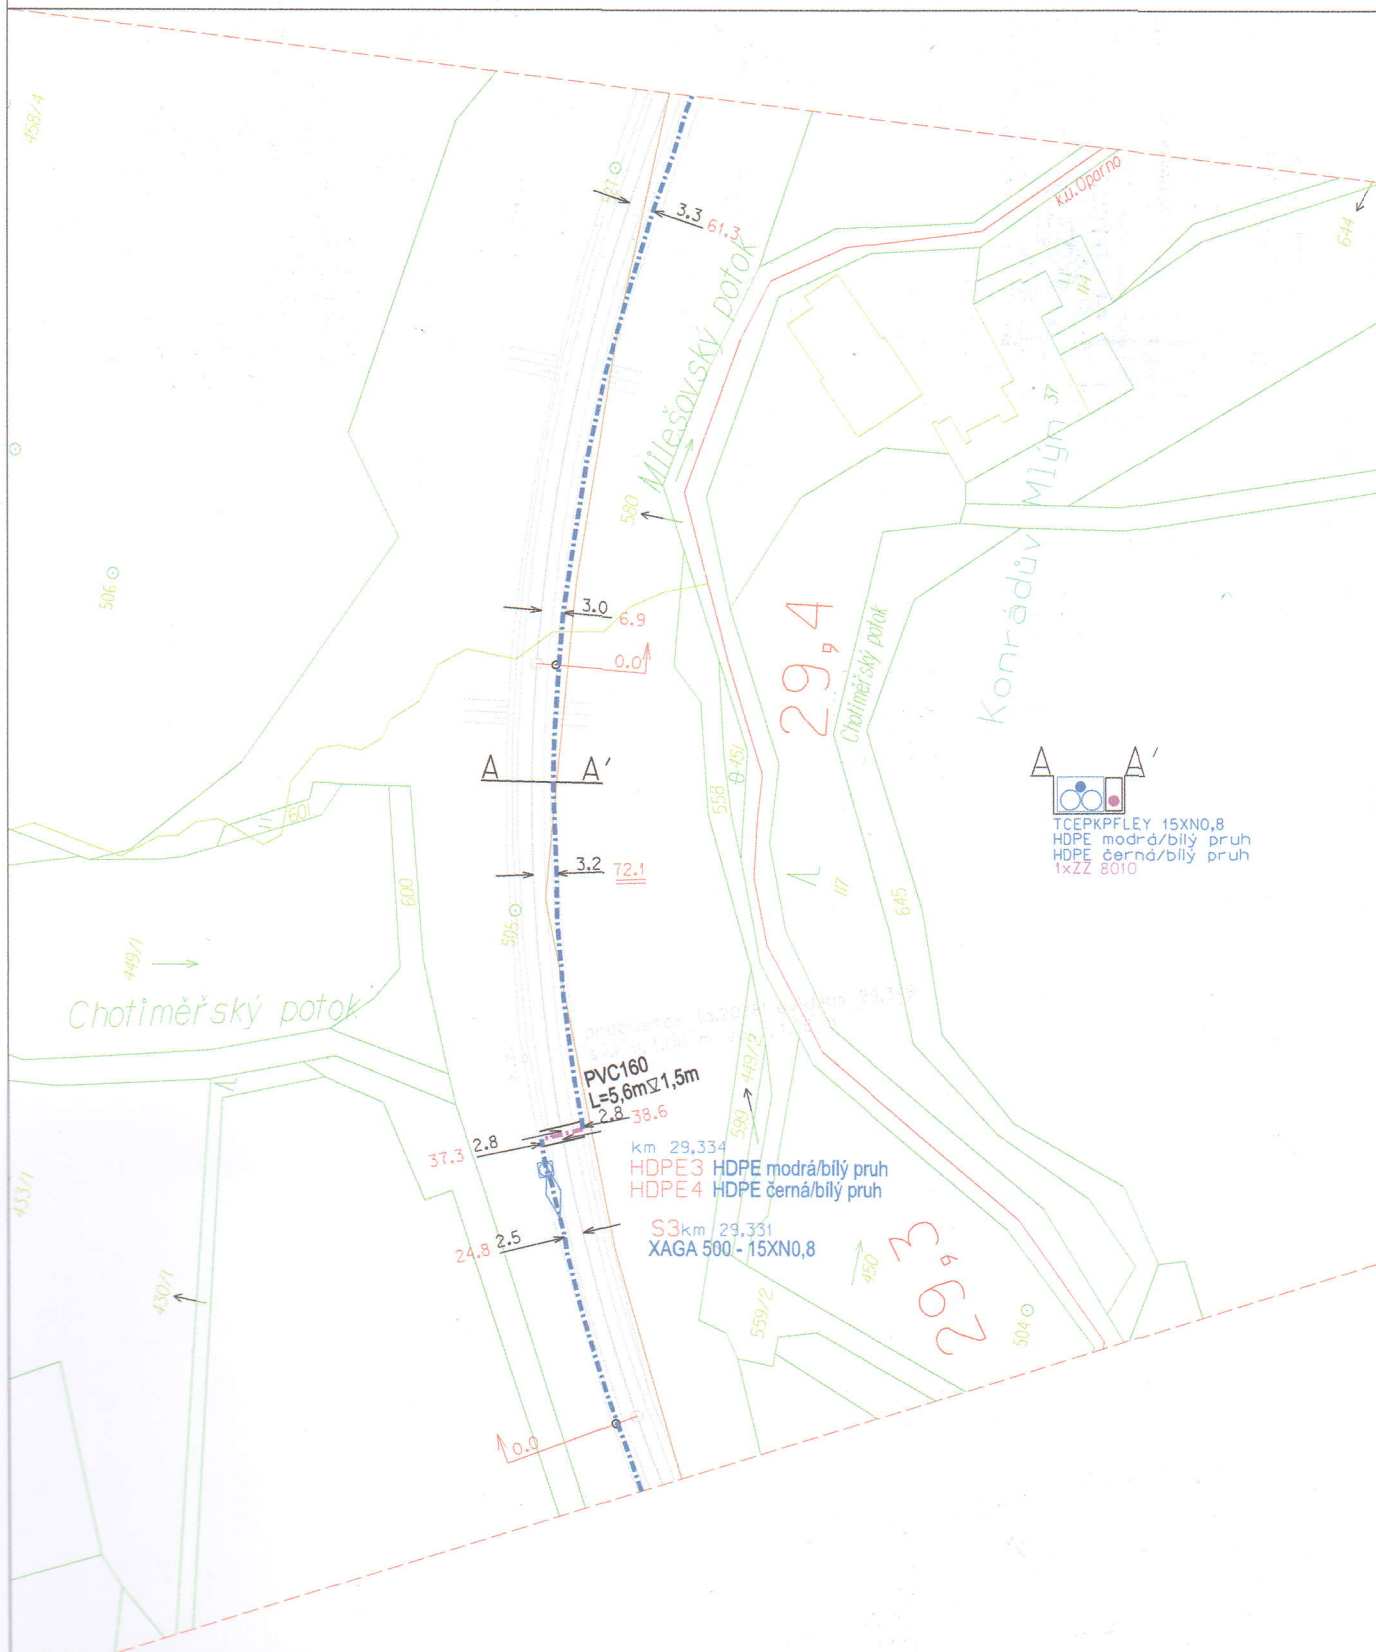 458/4
521
3.3
61.3
k.ú.Oparno
644
11
114
Milešovský potok
Konrádův Mlýn
37
580
506
3.0
6.9
0.0
29,4
Chotiměřský potok
A A'
A A'
TCEPKPFLEY 15XN0,8
HDPE modrá/bílý pruh
HDPE černá/bílý pruh
1xZZ 8010
558
601
600
3.2
72.1
505
117
645
449/1
Chotiměřský potok
449/2
599
PVC160
L=5,6m 1,5m
2.8
38.6
37.3
2.8
km 29,334
HDPE3 HDPE modrá/bílý pruh
HDPE4 HDPE černá/bílý pruh
S3km 29,331
XAGA 500 - 15XN0,8
24.8
2.5
433/1
430/1
450
559/2
29,3
504
0.0